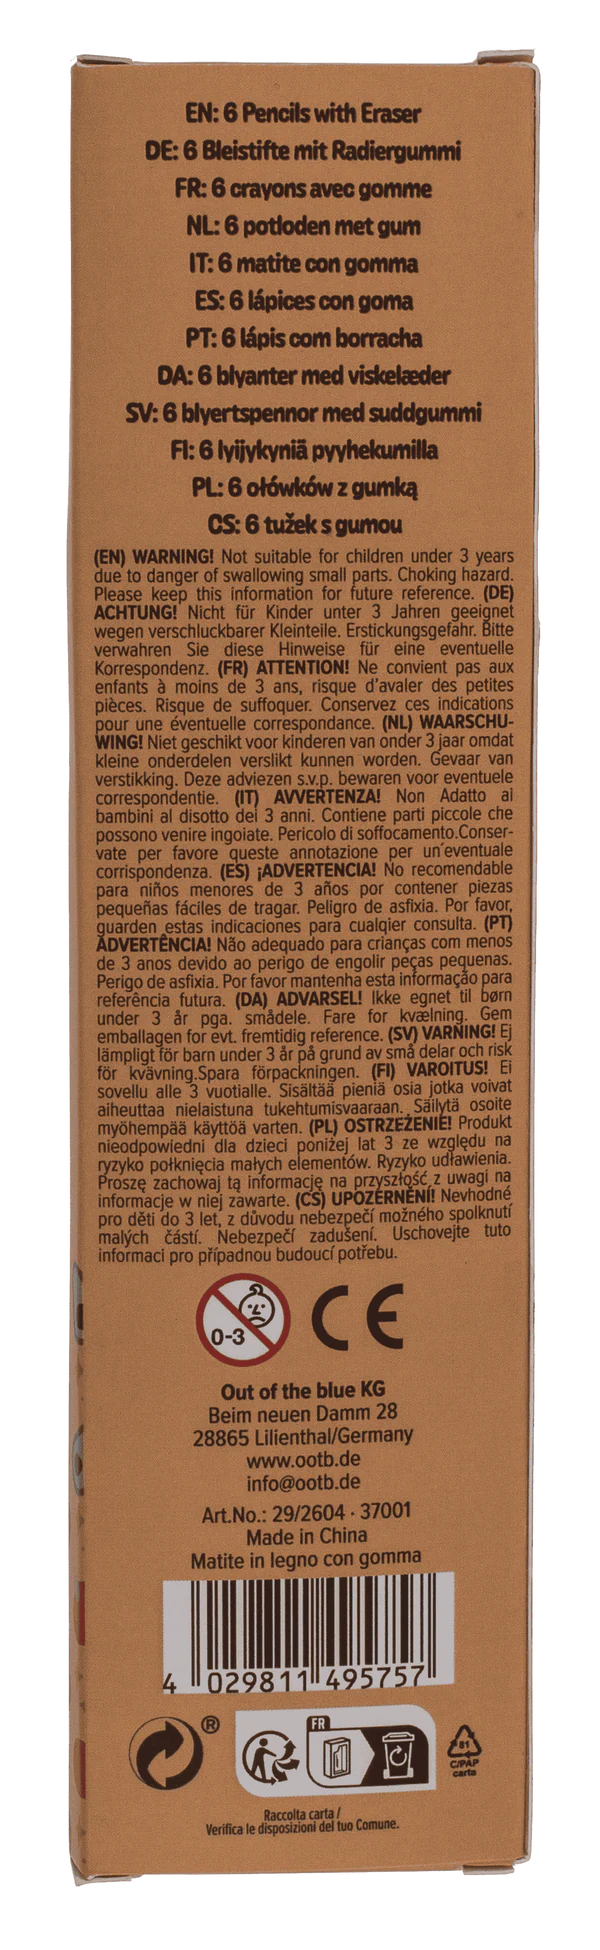 EN: 6 Pencils with Eraser
DE: 6 Bleistifte mit Radiergummi
FR: 6 crayons avec gomme
NL: 6 potloden met gum
IT: 6 matite con gomma
ES: 6 lápices con goma
PT: 6 lápis com borracha
DA: 6 blyanter med viskelæder
SV: 6 blyertspennor med suddgummi
FI: 6 lyijykyniä pyyhekumilla
PL: 6 ołówków z gumką
CS: 6 tužek s gumou
(EN) WARNING! Not suitable for children under 3 years
due to danger of swallowing small parts. Choking hazard.
Please keep this information for future reference. (DE)
ACHTUNG! Nicht für Kinder unter 3 Jahren geeignet
wegen verschluckbarer Kleinteile. Erstickungsgefahr. Bitte
verwahren Sie diese Hinweise für eine eventuelle
Korrespondenz. (FR) ATTENTION! Ne convient pas aux
enfants à moins de 3 ans, risque d'avaler des petites
pièces. Risque de suffoquer. Conservez ces indications
pour une éventuelle correspondance. (NL) WAARSCHU-
WING! Niet geschikt voor kinderen van onder 3 jaar omdat
kleine onderdelen verslikt kunnen worden. Gevaar van
verstikking. Deze adviezen s.v.p. bewaren voor eventuele
correspondentie. (IT) AVVERTENZA! Non Adatto ai
bambini al disotto dei 3 anni. Contiene parti piccole che
possono venire ingoiate. Pericolo di soffocamento.Conser-
vate per favore queste annotazione per un´eventuale
corrispondenza. (ES) ¡ADVERTENCIA! No recomendable
para niños menores de 3 años por contener piezas
pequeñas fáciles de tragar. Peligro de asfixia. Por favor,
guarden estas indicaciones para cualqier consulta. (PT)
ADVERTÊNCIA! Não adequado para crianças com menos
de 3 anos devido ao perigo de engolir peças pequenas.
Perigo de asfixia. Por favor mantenha esta informação para
referência futura. (DA) ADVARSEL! Ikke egnet til børn
under 3 år pga. smådele. Fare for kvælning. Gem
emballagen for evt. fremtidig reference. (SV) VARNING! Ej
lämpligt för barn under 3 år på grund av små delar och risk
för kvävning.Spara förpackningen. (FI) VAROITUS! Ei
sovellu alle 3 vuotialle. Sisältää pieniä osia jotka voivat
aiheuttaa nielaistuna tukehtumisvaaraan. Säilytä osoite
myöhempää käyttöä varten. (PL) OSTRZEŻENIE! Produkt
nieodpowiedni dla dzieci poniżej lat 3 ze względu na
ryzyko połknięcia małych elementów. Ryzyko udławienia.
Proszę zachowaj tą informację na przyszłość z uwagi na
informacje w niej zawarte. (CS) UPOZERNĚNÍ! Nevhodné
pro děti do 3 let, z důvodu nebezpečí možného spolknutí
malých částí. Nebezpečí zadušení. Uschovejte tuto
informaci pro případnou budoucí potřebu.
0-3 CE
Out of the blue KG
Beim neuen Damm 28
28865 Lilienthal/Germany
www.ootb.de
info@ootb.de
Art.No.: 29/2604 · 37001
Made in China
Matite in legno con gomma
4 029811 495757
®
FR
81
C/PAP
carta
Raccolta carta /
Verifica le disposizioni del tuo Comune.